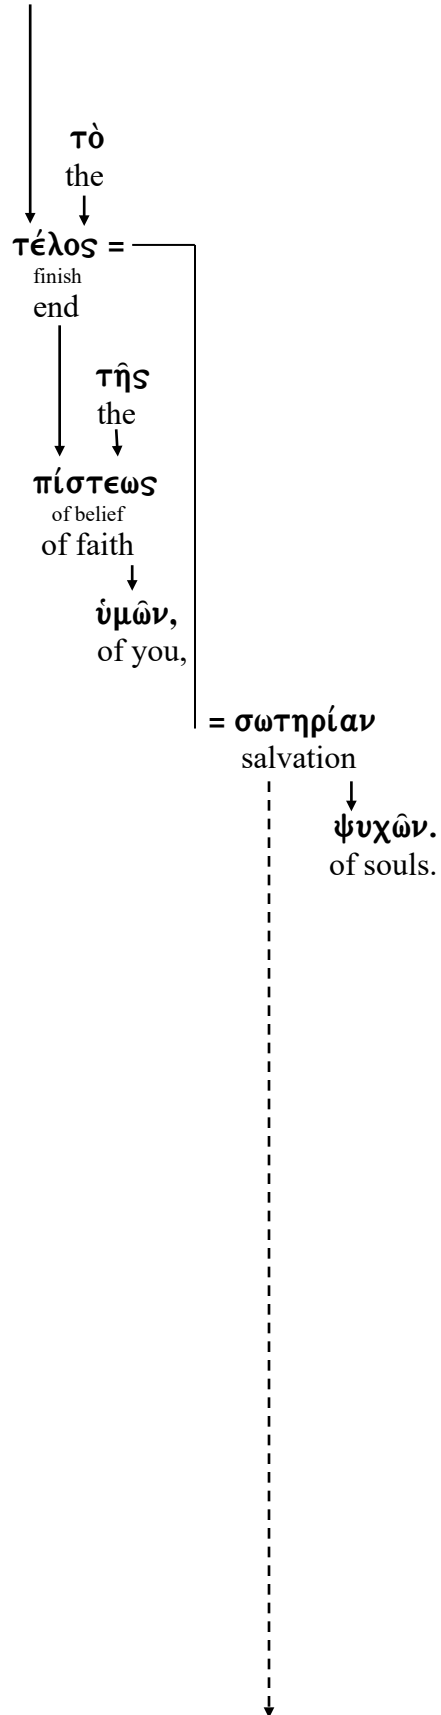 τὸ
the
τέλος =
finish
end
τῆς
the
πίστεως
of belief
of faith
ὑμῶν,
of you,
= σωτηρίαν
salvation
ψυχῶν.
of souls.